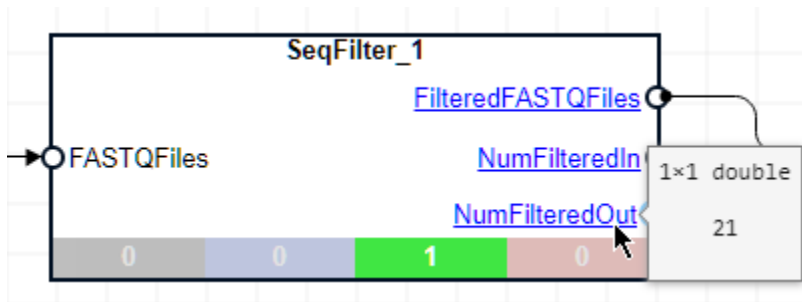 SeqFilter_1
FilteredFASTQFiles
FASTQFiles
NumFilteredIn
NumFilteredOut
1×1 double
21
0
0
1
0